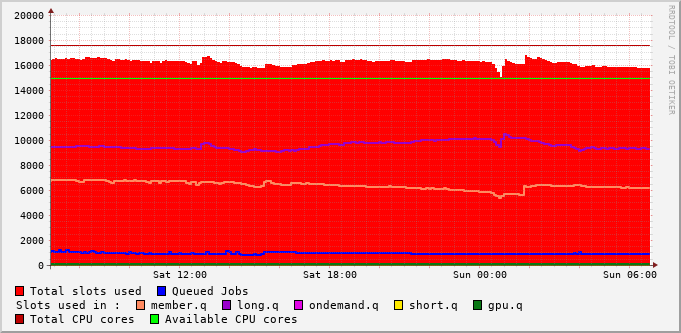 20000
18000
16000
14000
12000
10000
8000
6000
4000
2000
0
Sat 12:00 Sat 18:00 Sun 00:00 Sun 06:00
RRDTOOL / TOBI OETIKER
Total slots used Queued Jobs
Slots used in : member.q long.q ondemand.q short.q gpu.q
Total CPU cores Available CPU cores